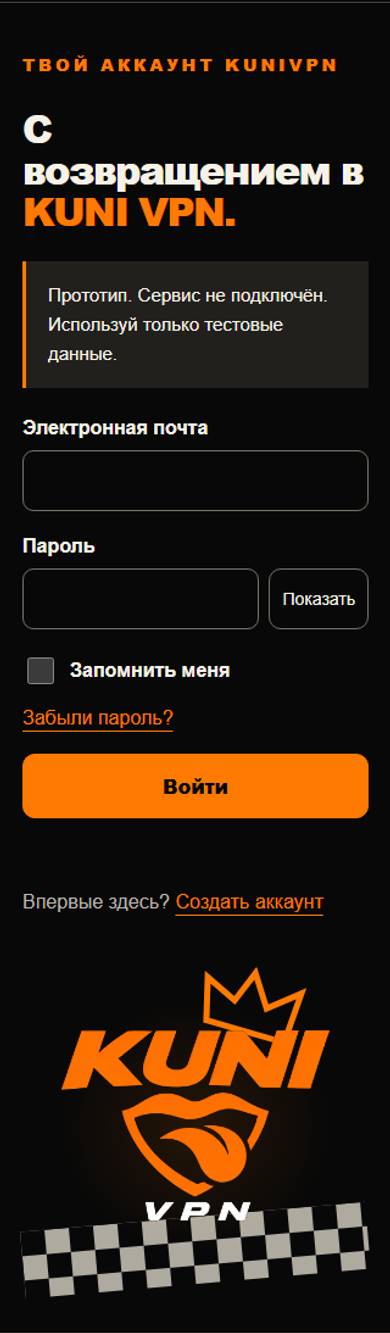 ТВОЙ АККАУНТ KUNIVPN
С
возвращением в
KUNI VPN.
Прототип. Сервис не подключён.
Используй только тестовые
данные.
Электронная почта
Пароль
Показать
Запомнить меня
Забыли пароль?
Войти
Впервые здесь? Создать аккаунт
KUNI
VPN